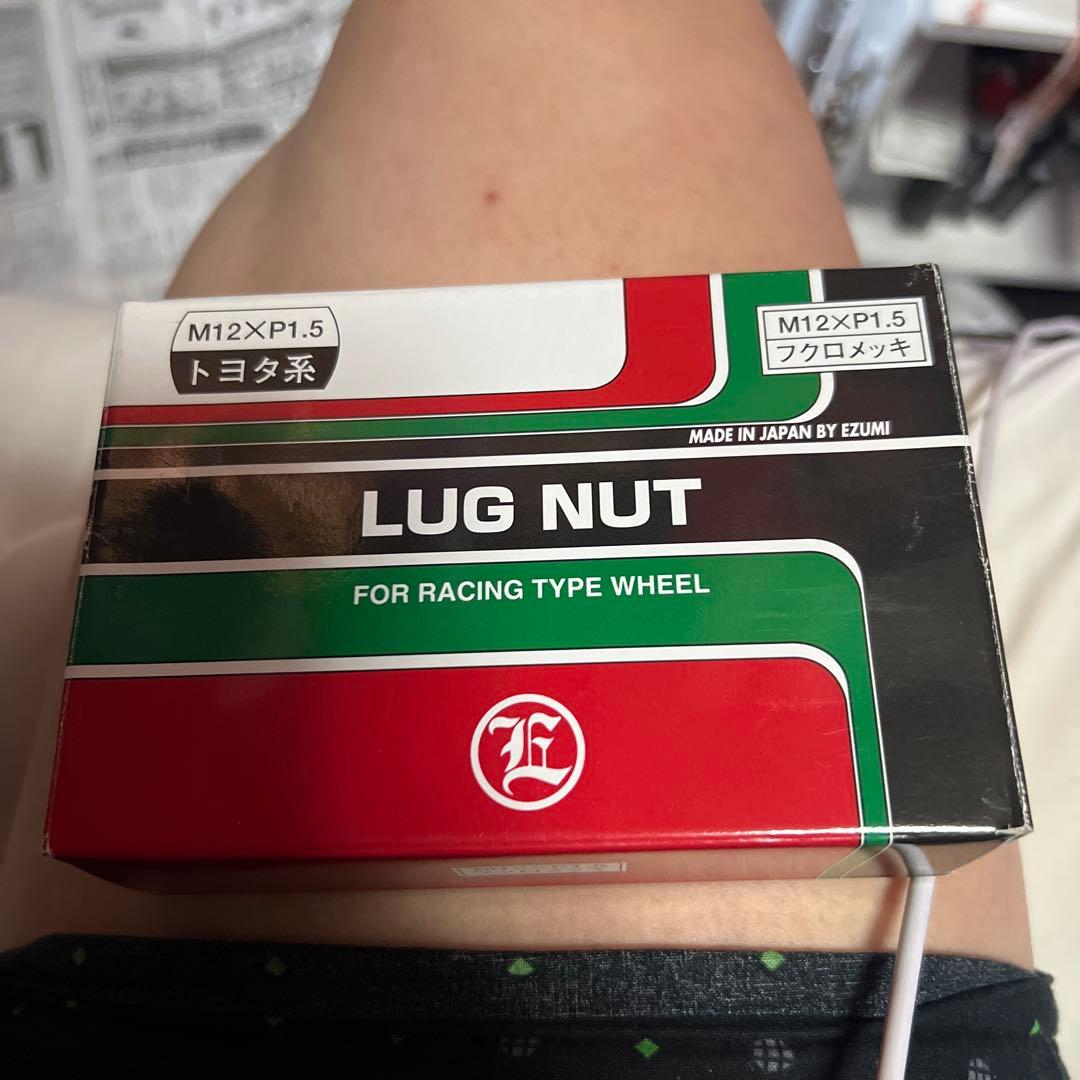 M12×P1.5
トヨタ系
M12×P1.5
フクロメッキ
MADE IN JAPAN BY EZUMI
LUG NUT
FOR RACING TYPE WHEEL
E